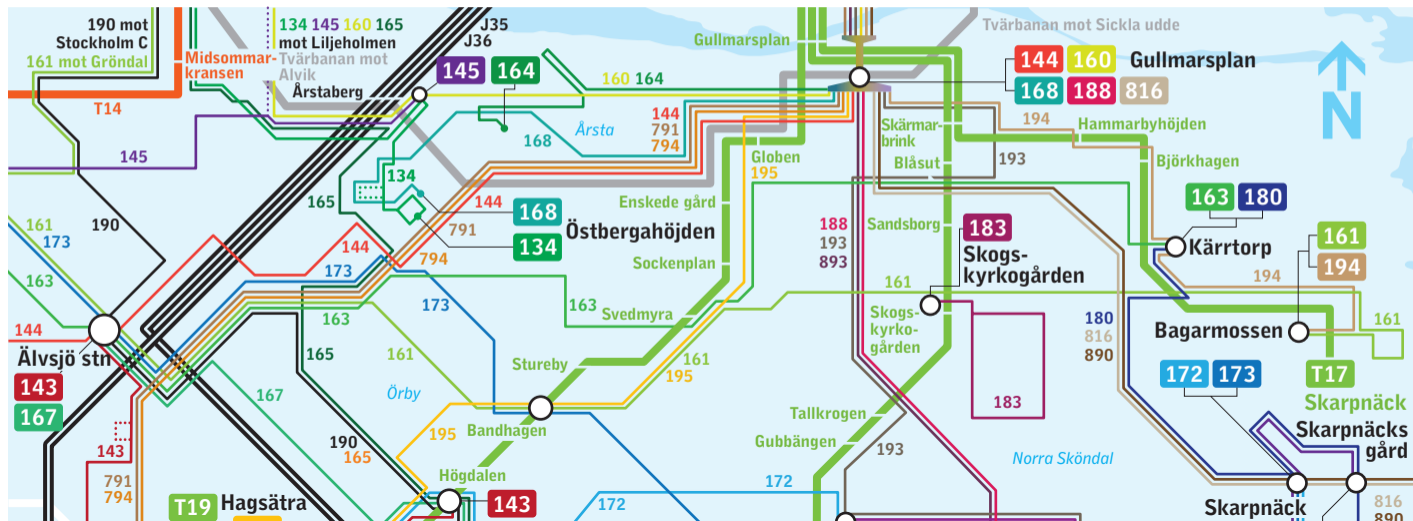 190 mot
Stockholm C
161 mot Gröndal
Midsommar-
kransen
T14
134 145 160 165
mot Liljeholmen
Tvärbanan mot
Alvik
Årstaberg
J35
J36
145
164
160 164
Gullmarsplan
Tvärbanan mot Sickla udde
144 160
Gullmarsplan
168 188 816
N
145
190
165
134
168
Årsta
144
791
794
Globen
195
Skärmar-
brink
Blåsut
193
194
Hammarbyhöjden
Björkhagen
163 180
Kärrtorp
161
194
Bagarmossen
194
161
161
173
163
144
144
791
794
168
134
Östbergahöjden
Enskede gård
Sockenplan
Svedmyra
Stureby
188
193
893
Sandsborg
183
Skogs-
kyrkogården
Skogs-
kyrko-
gården
161
183
180
816
890
172 173
T17
Skarpnäck
Skarpnäcks
gård
Skarpnäck
816
890
144
Älvsjö stn
143
167
173
173
163
163
165
161
Örby
167
161
195
Bandhagen
195
190
165
Högdalen
143
143
791
794
T19 Hagsätra
172
172
Tallkrogen
Gubbängen
193
Norra Sköndal